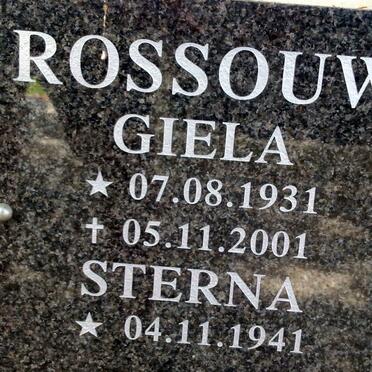 ROSSOUW
GIELA
★ 07.08.1931
✝ 05.11.2001
STERNA
★ 04.11.1941